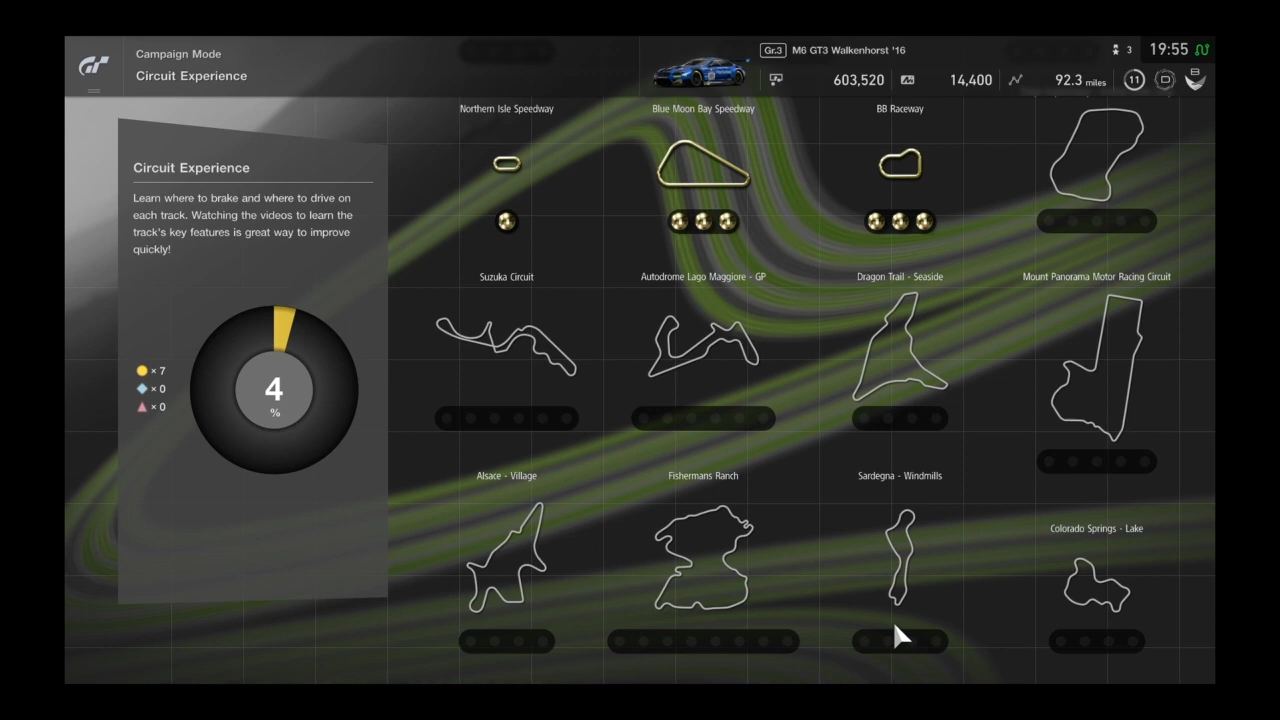 Campaign Mode
Circuit Experience
Gr.3 M6 GT3 Walkenhorst '16
3 19:55
603,520 14,400 92.3 miles 11
Circuit Experience
Learn where to brake and where to drive on
each track. Watching the videos to learn the
track's key features is great way to improve
quickly!
× 7
× 0
× 0
4
%
Northern Isle Speedway
Blue Moon Bay Speedway
BB Raceway
Suzuka Circuit
Autodrome Lago Maggiore - GP
Dragon Trail - Seaside
Mount Panorama Motor Racing Circuit
Alsace - Village
Fishermans Ranch
Sardegna - Windmills
Colorado Springs - Lake